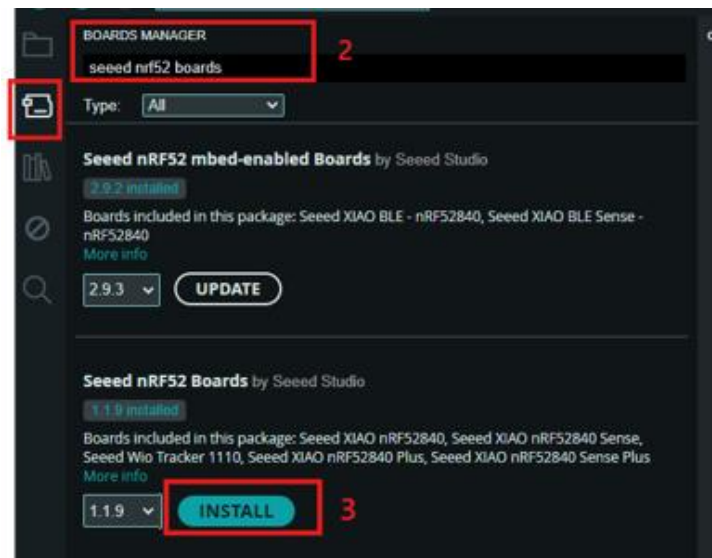 BOARDS MANAGER
2
seeed nrf52 boards
Type: All
Seeed nRF52 mbed-enabled Boards by Seeed Studio
2.9.2 installed
Boards included in this package: Seeed XIAO BLE - nRF52840, Seeed XIAO BLE Sense -
nRF52840
More info
2.9.3 UPDATE
Seeed nRF52 Boards by Seeed Studio
1.1.9 installed
Boards included in this package: Seeed XIAO nRF52840, Seeed XIAO nRF52840 Sense,
Seeed Wio Tracker 1110, Seeed XIAO nRF52840 Plus, Seeed XIAO nRF52840 Sense Plus
More info
1.1.9 INSTALL 3